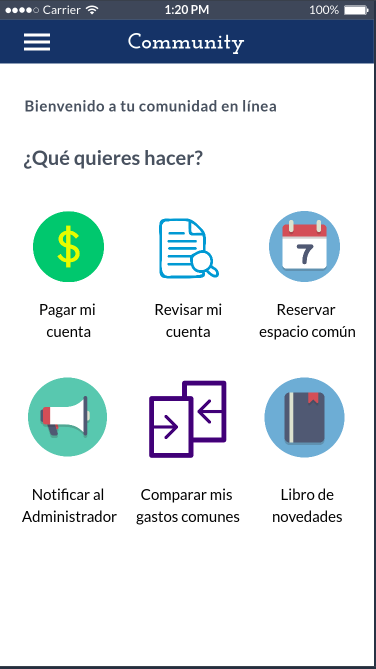 Carrier 1:20 PM 100%
Community
Bienvenido a tu comunidad en línea
¿Qué quieres hacer?
$
7
Pagar mi cuenta
Revisar mi cuenta
Reservar espacio común
Notificar al Administrador
Comparar mis gastos comunes
Libro de novedades